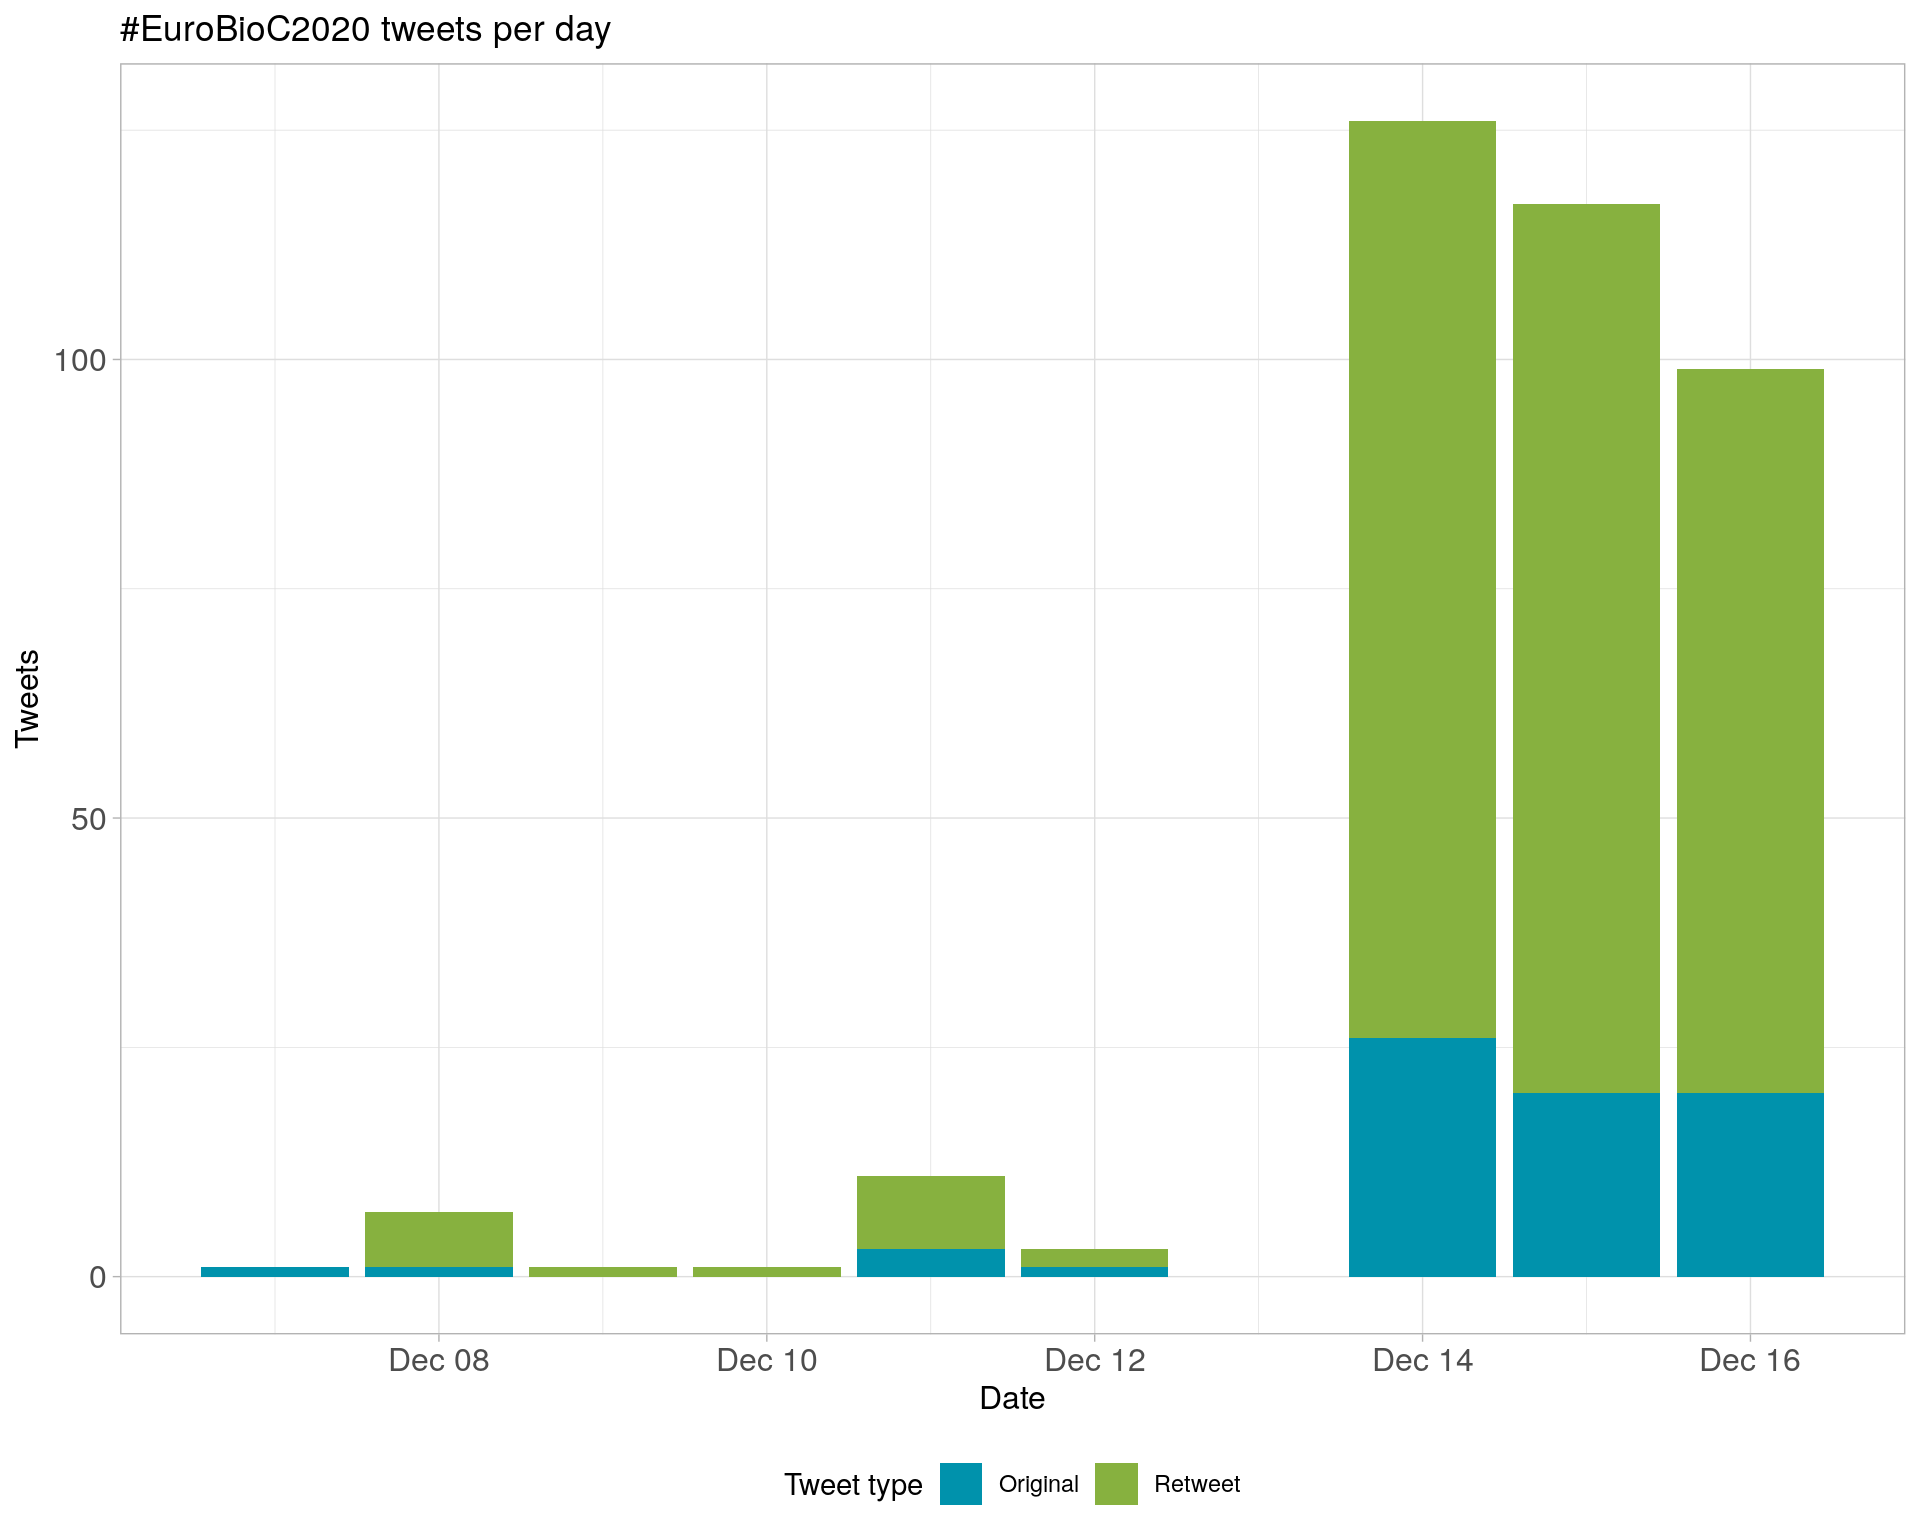 #EuroBioC2020 tweets per day
Tweets
100
50
0
Dec 08 Dec 10 Dec 12 Dec 14 Dec 16
Date
Tweet type Original Retweet